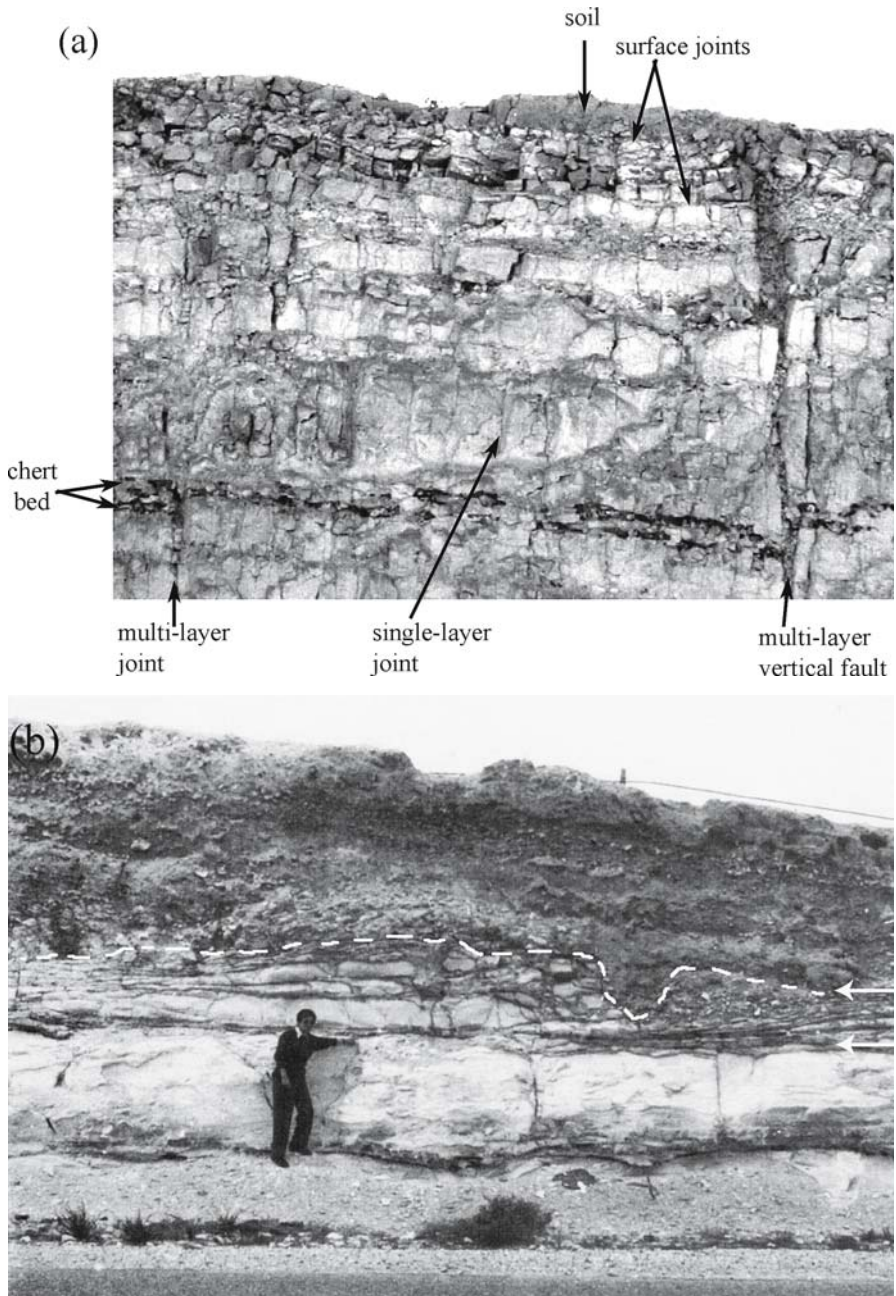 (a)
soil
surface joints
chert
bed
multi-layer
joint
single-layer
joint
multi-layer
vertical fault
(b)